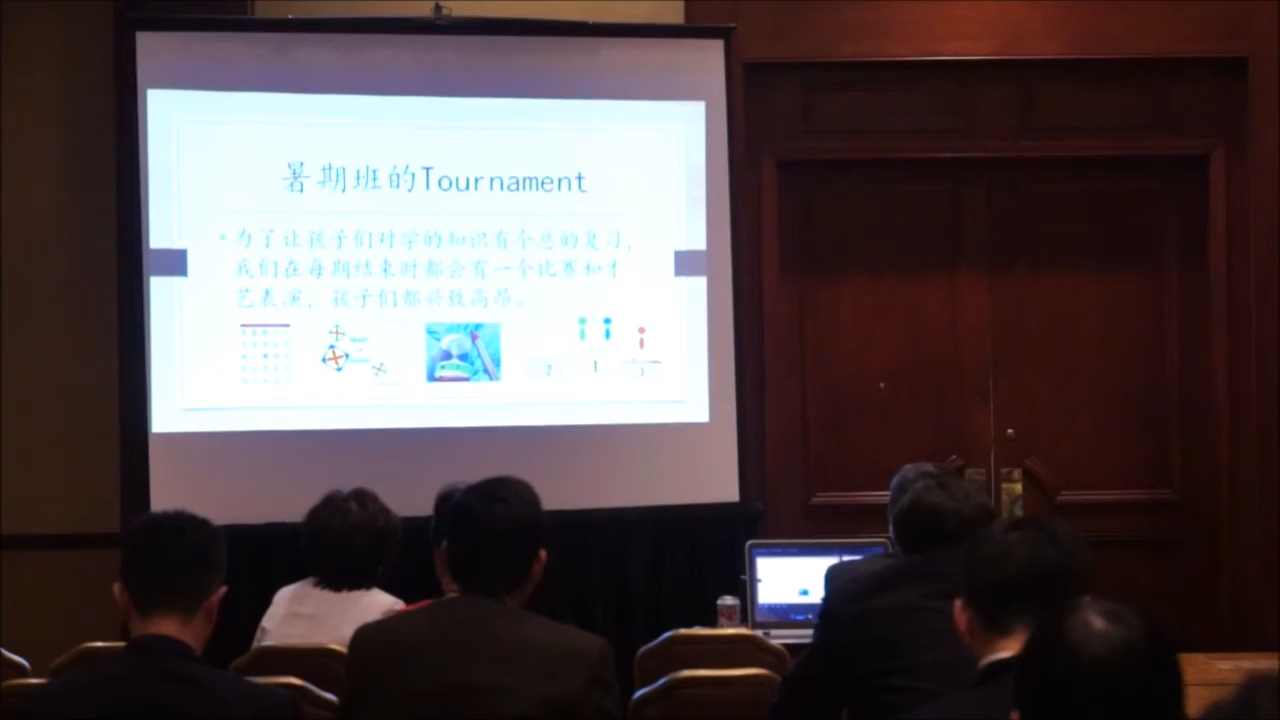 暑期班的Tournament
• 为了让孩子们对学的知识有个总的复习，
我们在每期结束时都会有一个比赛和才
艺表演，孩子们都兴致高昂。
2 1 3